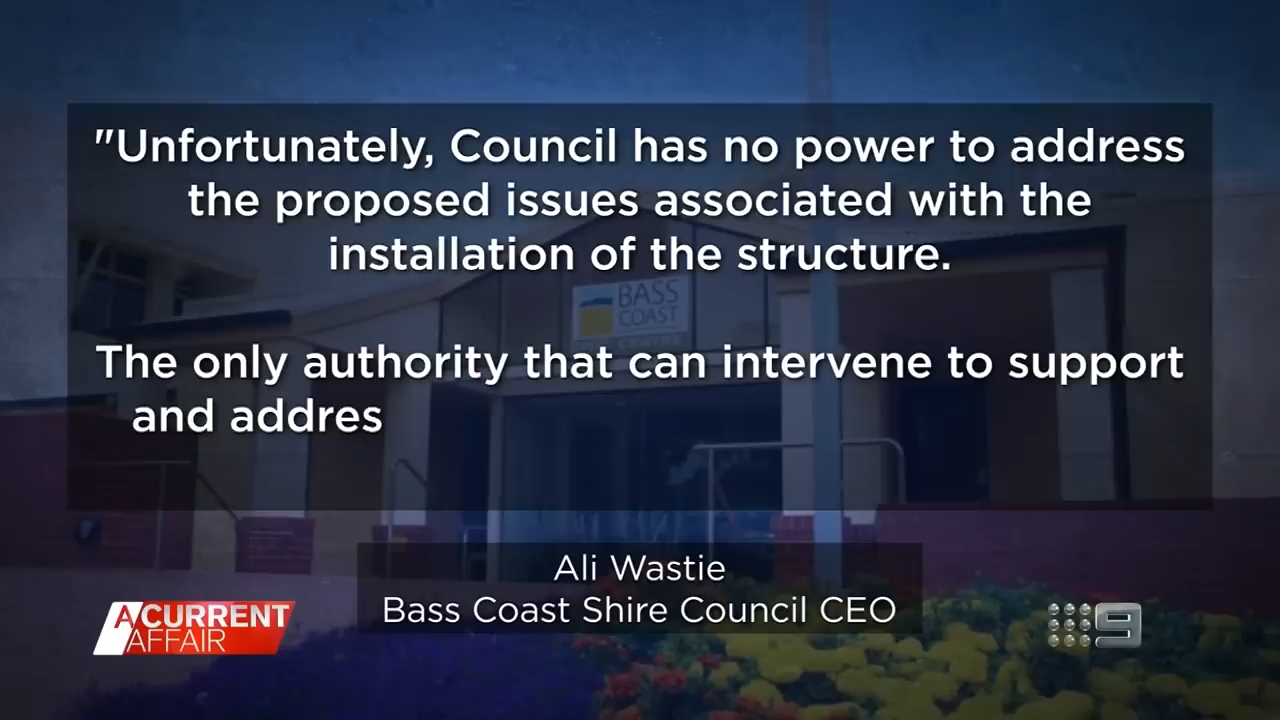 "Unfortunately, Council has no power to address
the proposed issues associated with the
installation of the structure.
The only authority that can intervene to support
and addres
BASS
COAST
Ali Wastie
Bass Coast Shire Council CEO
A CURRENT
AFFAIR
9